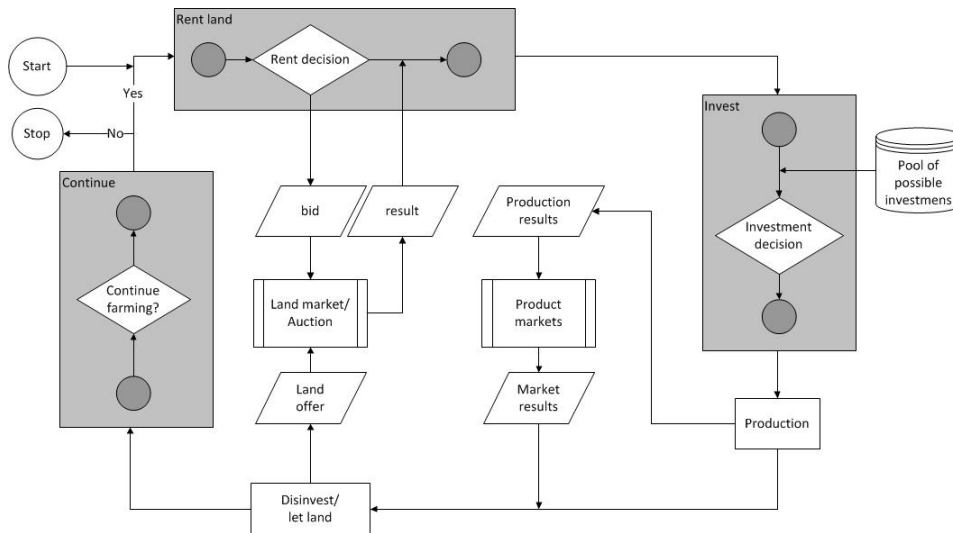 Rent land
Start
Rent decision
Yes
Stop
No
Invest
Continue
Pool of
possible
investmens
bid
result
Production
results
Investment
decision
Continue
farming?
Land market/
Auction
Product
markets
Land
offer
Market
results
Production
Disinvest/
let land